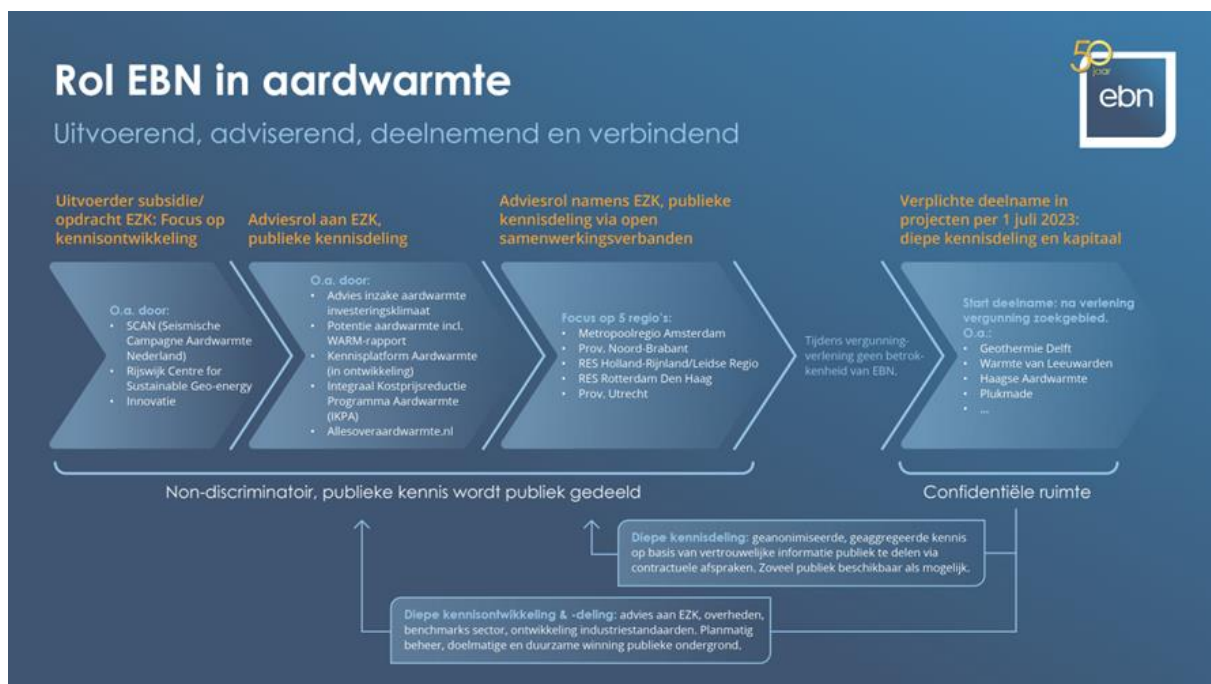 Rol EBN in aardwarmte
Uitvoerend, adviserend, deelnemend en verbindend
50
jaar
ebn
Uitvoerder subsidie/
opdracht EZK: Focus op
kennisontwikkeling
O.a. door:
• SCAN (Seismische
Campagne Aardwarmte
Nederland)
• Rijswijk Centre for
Sustainable Geo-energy
• Innovatie
Adviesrol aan EZK,
publieke kennisdeling
O.a. door:
• Advies inzake aardwarmte
investeringsklimaat
• Potentie aardwarmte incl.
WARM-rapport
• Kennisplatform Aardwarmte
(in ontwikkeling)
• Integraal Kostprijsreductie
Programma Aardwarmte
(IKPA)
• Allesoveraardwarmte.nl
Adviesrol namens EZK, publieke
kennisdeling via open
samenwerkingsverbanden
Focus op 5 regio's:
• Metropoolregio Amsterdam
• Prov. Noord-Brabant
• RES Holland-Rijnland/Leidse Regio
• RES Rotterdam Den Haag
• Prov. Utrecht
Tijdens vergunning-
verlening geen betrok-
kenheid van EBN.
Verplichte deelname in
projecten per 1 juli 2023:
diepe kennisdeling en kapitaal
Start deelname: na verlening
vergunning zoekgebied.
O.a.:
• Geothermie Delft
• Warmte van Leeuwarden
• Haagse Aardwarmte
• Plukmade
• ...
Non-discriminatoir, publieke kennis wordt publiek gedeeld
Confidentiële ruimte
Diepe kennisdeling: geanonimiseerde, geaggregeerde kennis
op basis van vertrouwelijke informatie publiek te delen via
contractuele afspraken. Zoveel publiek beschikbaar als mogelijk.
Diepe kennisontwikkeling & -deling: advies aan EZK, overheden,
benchmarks sector, ontwikkeling industriestandaarden. Planmatig
beheer, doelmatige en duurzame winning publieke ondergrond.